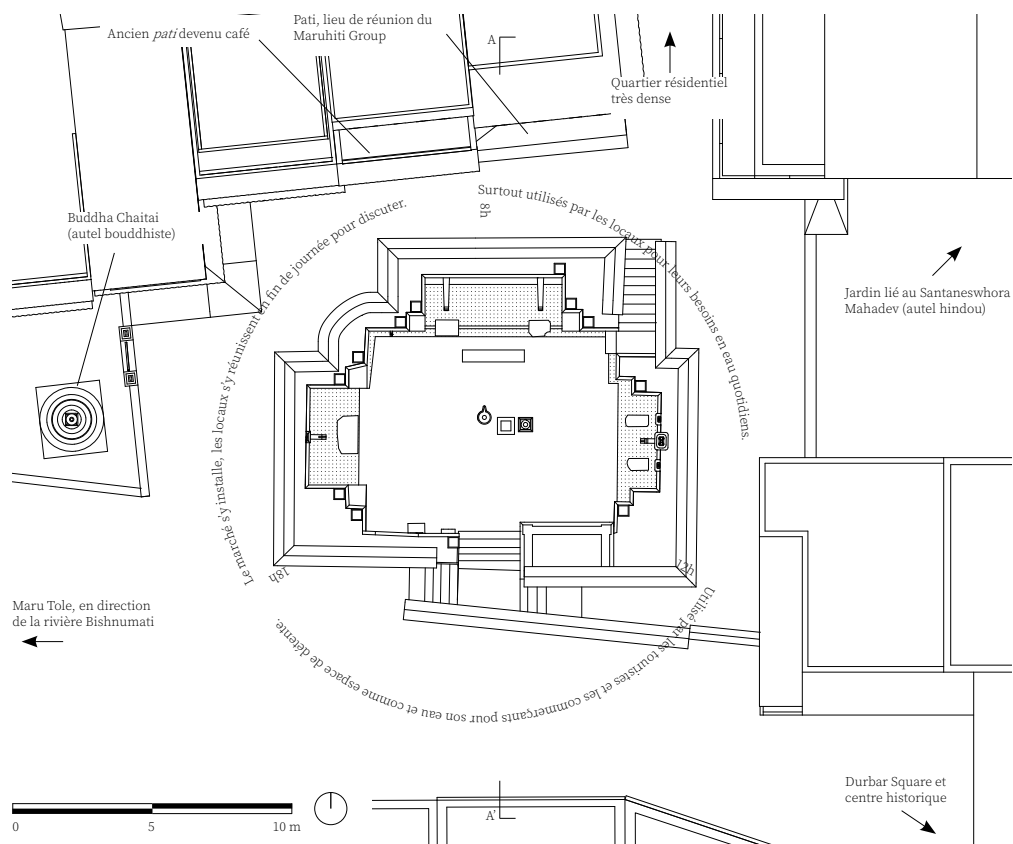 Ancien pati devenu café
Pati, lieu de réunion du
Maruhiti Group
A
Quartier résidentiel
très dense
Buddha Chaitai
(autel bouddhiste)
8h
Surtout utilisés par les locaux pour leurs besoins en eau quotidiens.
Jardin lié au Santaneswhora
Mahadev (autel hindou)
12h
Utilisé par les touristes et les commerçants pour son eau et comme espace de détente.
18h
Le marché s'y installe, les locaux s'y réunissent en fin de journée pour discuter.
Maru Tole, en direction
de la rivière Bishnumati
Durbar Square et
centre historique
A'
0 5 10 m